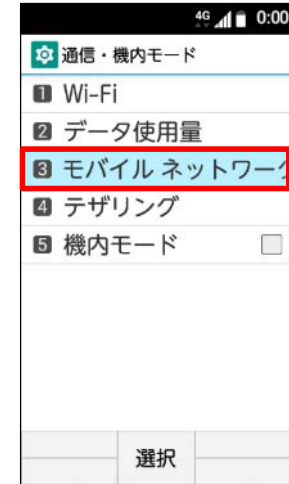 4G 0:00
通信・機内モード
1 Wi-Fi
2 データ使用量
3 モバイル ネットワーク
4 テザリング
5 機内モード
選択